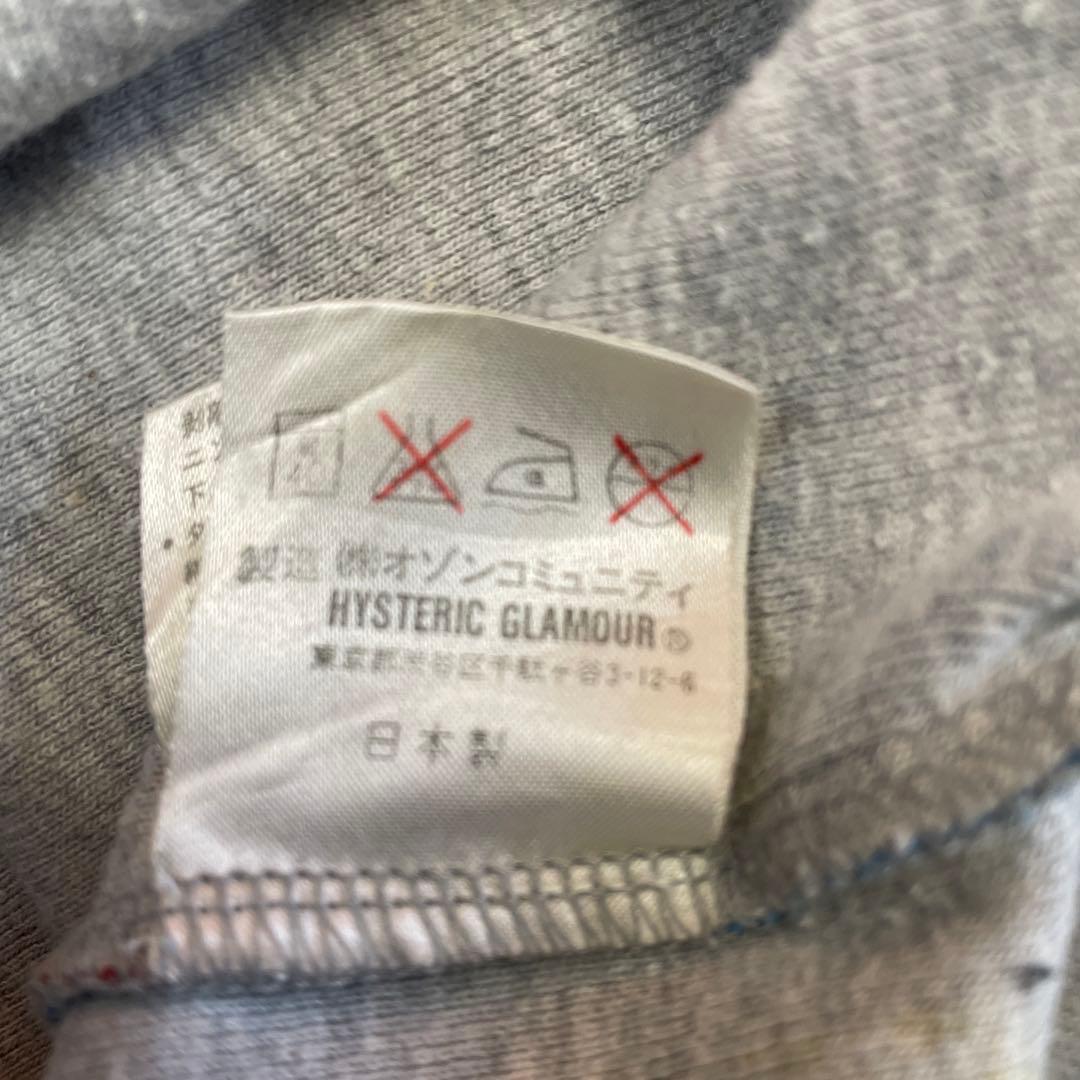 製造 ㈱オゾンコミュニティ
HYSTERIC GLAMOUR®
東京都渋谷区千駄ヶ谷3-12-6
日本製